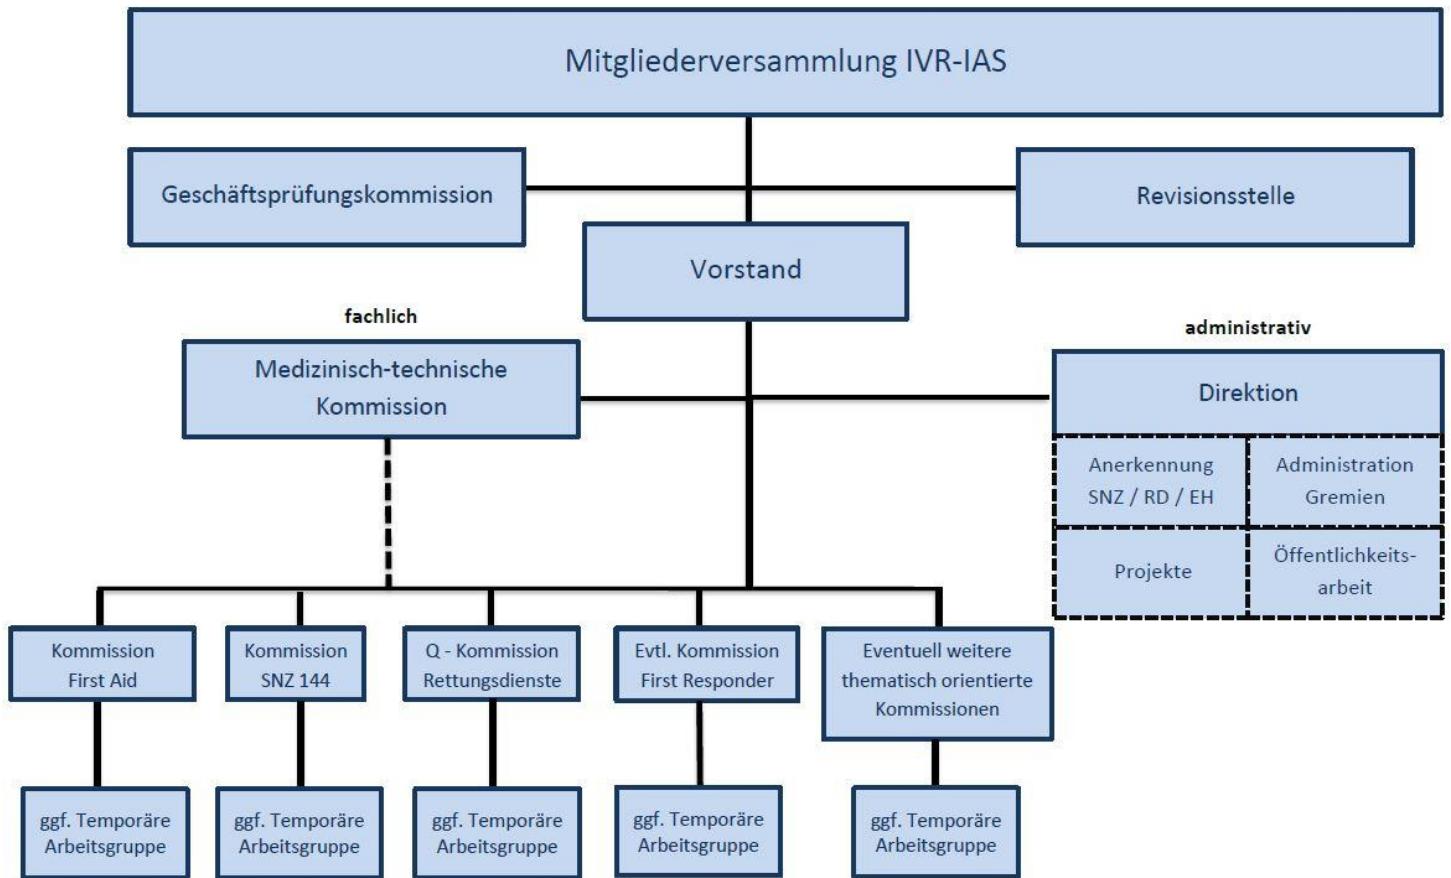 Mitgliederversammlung IVR-IAS
Geschäftsprüfungskommission
Revisionsstelle
Vorstand
fachlich
administrativ
Medizinisch-technische
Kommission
Direktion
Anerkennung
SNZ / RD / EH
Administration
Gremien
Projekte
Öffentlichkeits-
arbeit
Kommission
First Aid
Kommission
SNZ 144
Q - Kommission
Rettungsdienste
Evtl. Kommission
First Responder
Eventuell weitere
thematisch orientierte
Kommissionen
ggf. Temporäre
Arbeitsgruppe
ggf. Temporäre
Arbeitsgruppe
ggf. Temporäre
Arbeitsgruppe
ggf. Temporäre
Arbeitsgruppe
ggf. Temporäre
Arbeitsgruppe